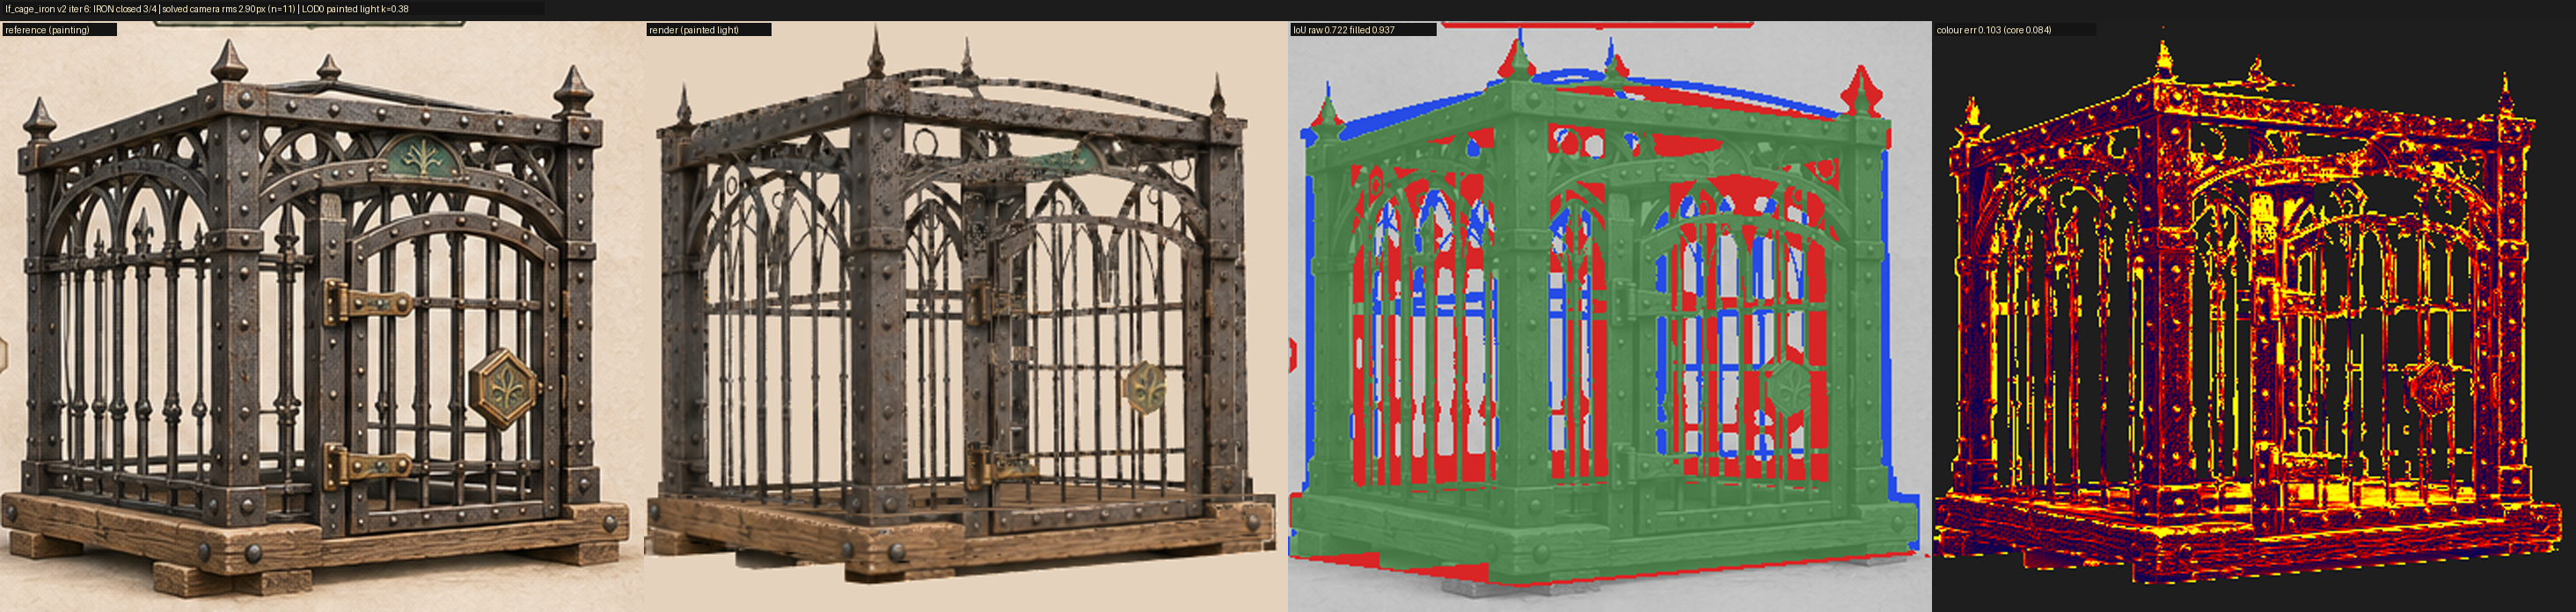 lf_cage_iron v2 iter 6: IRON closed 3/4 | solved camera rms 2.90px (n=11) | LOD0 painted light k=0.38
reference (painting)
render (painted light)
IoU raw 0.722 filled 0.937
colour err 0.103 (core 0.084)